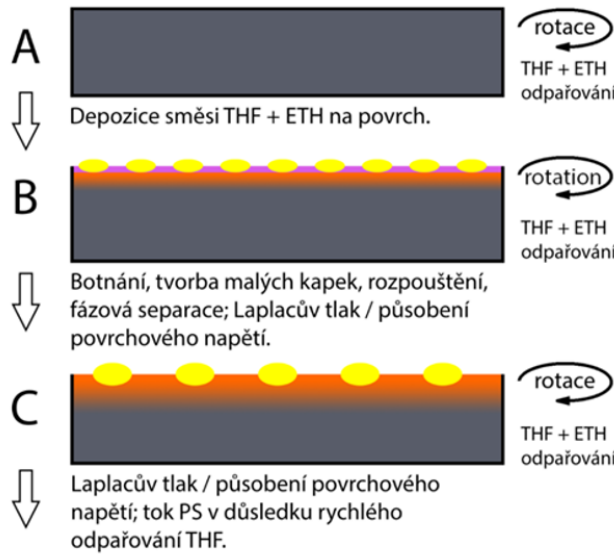 A
rotace
THF + ETH
odpařování
Depozice směsi THF + ETH na povrch.
B
rotation
THF + ETH
odpařování
Botnání, tvorba malých kapek, rozpouštění,
fázová separace; Laplacův tlak / působení
povrchového napětí.
C
rotace
THF + ETH
odpařování
Laplacův tlak / působení povrchového
napětí; tok PS v důsledku rychlého
odpařování THF.